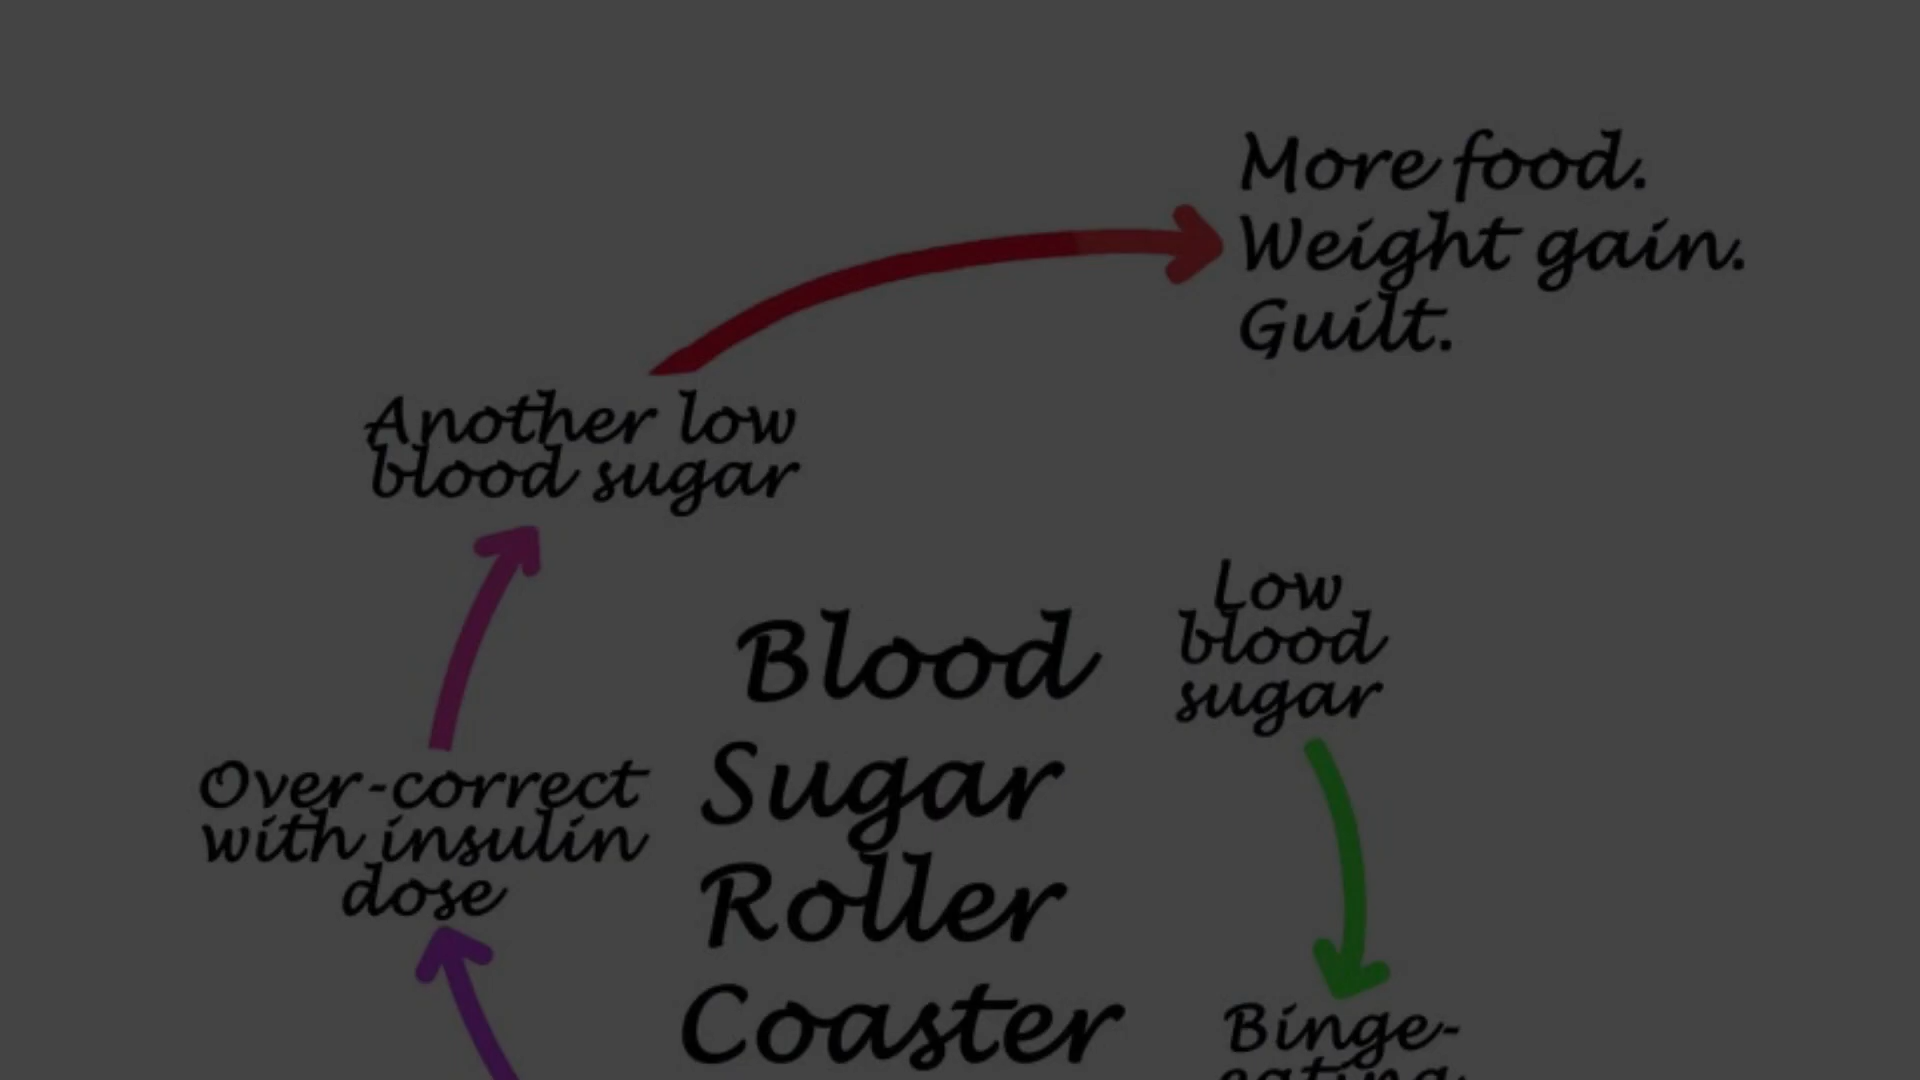 More food.
Weight gain.
Guilt.
Another low
blood sugar
Low
blood
sugar
Blood
Sugar
Roller
Coaster
Over-correct
with insulin
dose
Binge-
eating